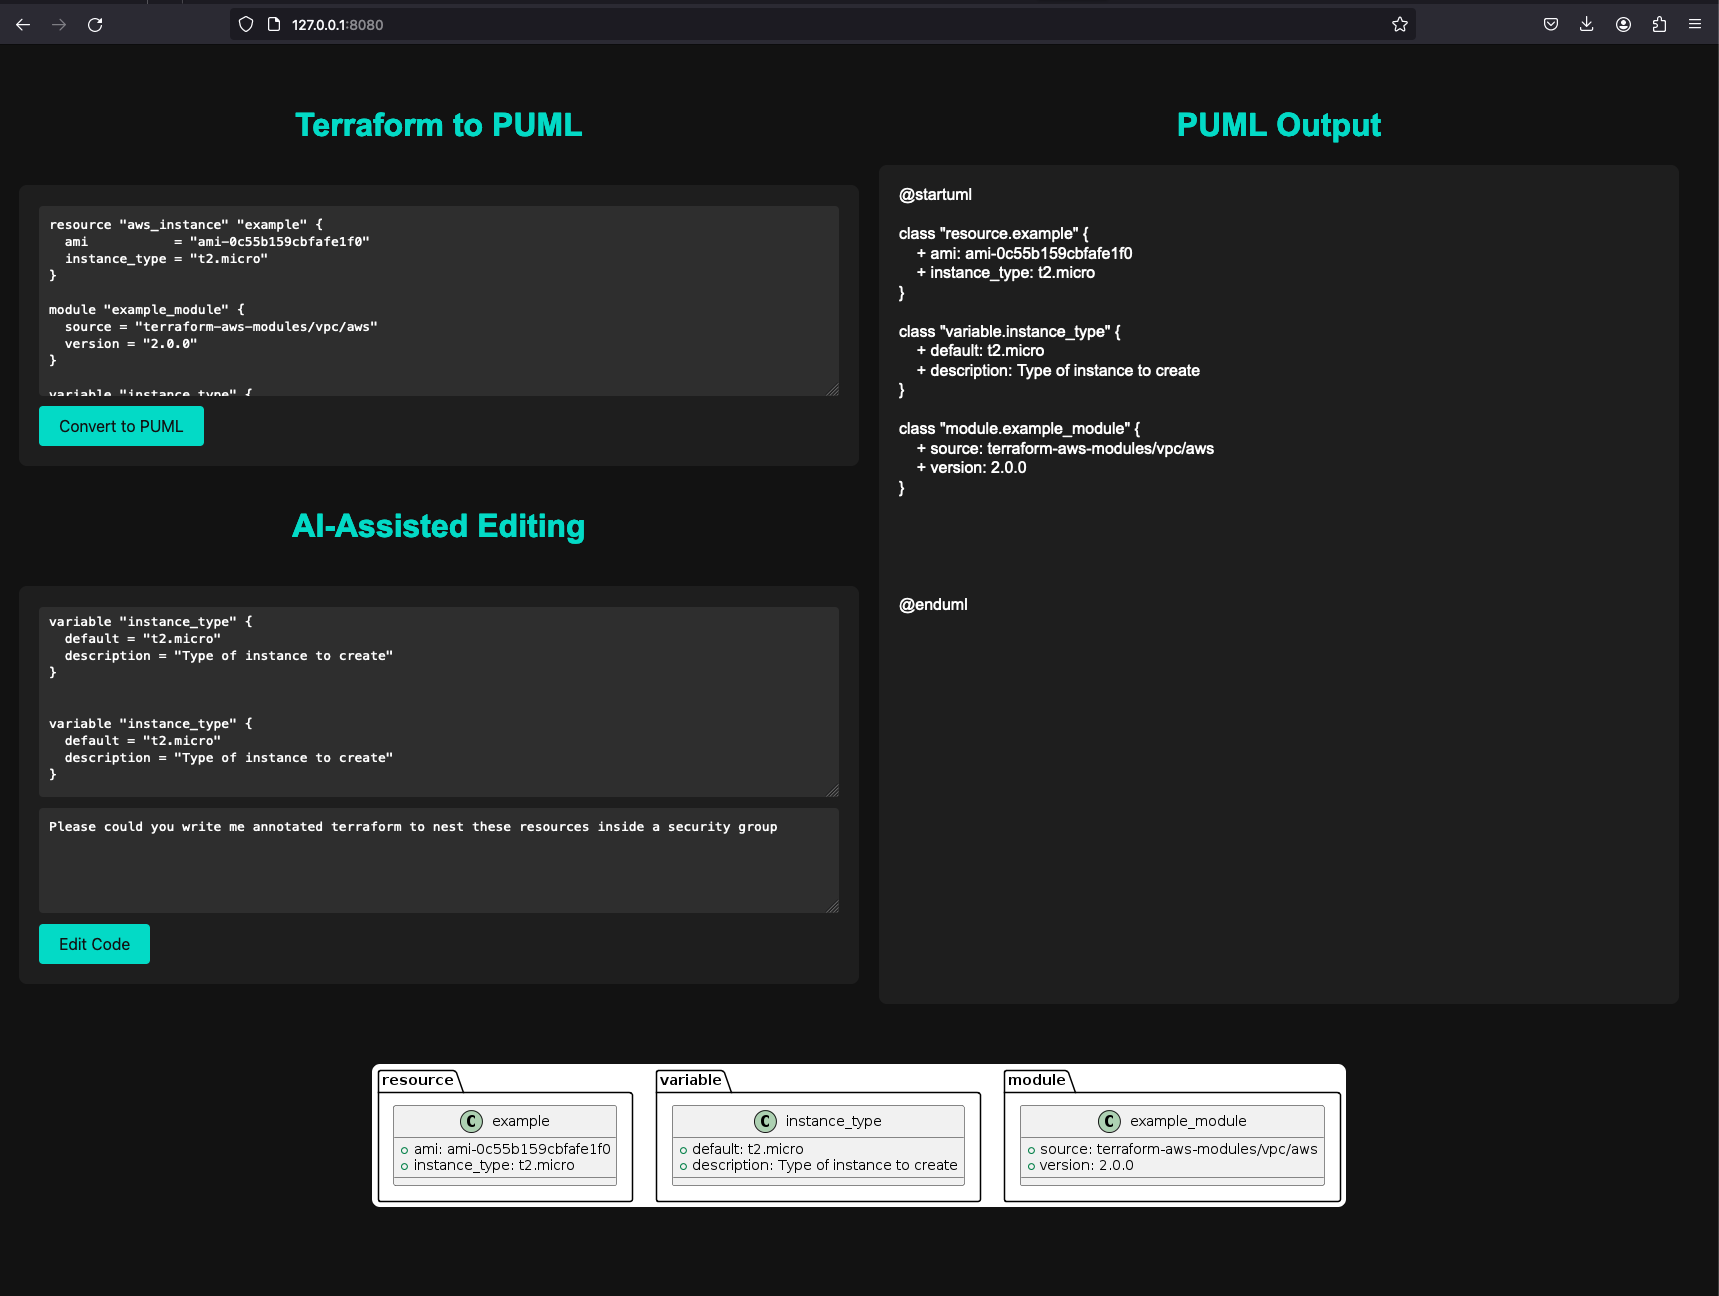 127.0.0.1:8080
Terraform to PUML
resource "aws_instance" "example" {
  ami           = "ami-0c55b159cbfafe1f0"
  instance_type = "t2.micro"
}
module "example_module" {
  source = "terraform-aws-modules/vpc/aws"
  version = "2.0.0"
}
variable "instance_type" {
Convert to PUML
AI-Assisted Editing
variable "instance_type" {
  default = "t2.micro"
  description = "Type of instance to create"
}
variable "instance_type" {
  default = "t2.micro"
  description = "Type of instance to create"
}
Please could you write me annotated terraform to nest these resources inside a security group
Edit Code
PUML Output
@startuml
class "resource.example" {
    + ami: ami-0c55b159cbfafe1f0
    + instance_type: t2.micro
}
class "variable.instance_type" {
    + default: t2.micro
    + description: Type of instance to create
}
class "module.example_module" {
    + source: terraform-aws-modules/vpc/aws
    + version: 2.0.0
}
@enduml
resource
C example
ami: ami-0c55b159cbfafe1f0
instance_type: t2.micro
variable
C instance_type
default: t2.micro
description: Type of instance to create
module
C example_module
source: terraform-aws-modules/vpc/aws
version: 2.0.0